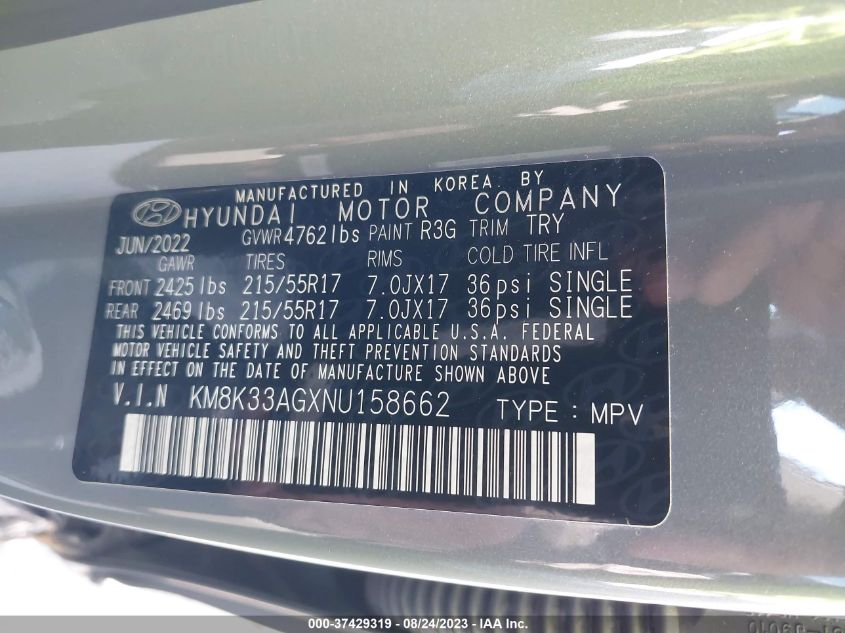 MANUFACTURED IN KOREA BY
HYUNDAI MOTOR COMPANY
JUN/2022 GVWR 4762 lbs PAINT R3G TRIM TRY
GAWR TIRES RIMS COLD TIRE INFL
FRONT 2425 lbs 215/55R17 7.0JX17 36psi SINGLE
REAR 2469 lbs 215/55R17 7.0JX17 36psi SINGLE
THIS VEHICLE CONFORMS TO ALL APPLICABLE U.S.A. FEDERAL
MOTOR VEHICLE SAFETY AND THEFT PREVENTION STANDARDS
IN EFFECT ON THE DATE OF MANUFACTURE SHOWN ABOVE
V.I.N KM8K33AGXNU158662 TYPE : MPV
000-37429319 - 08/24/2023 - IAA Inc.